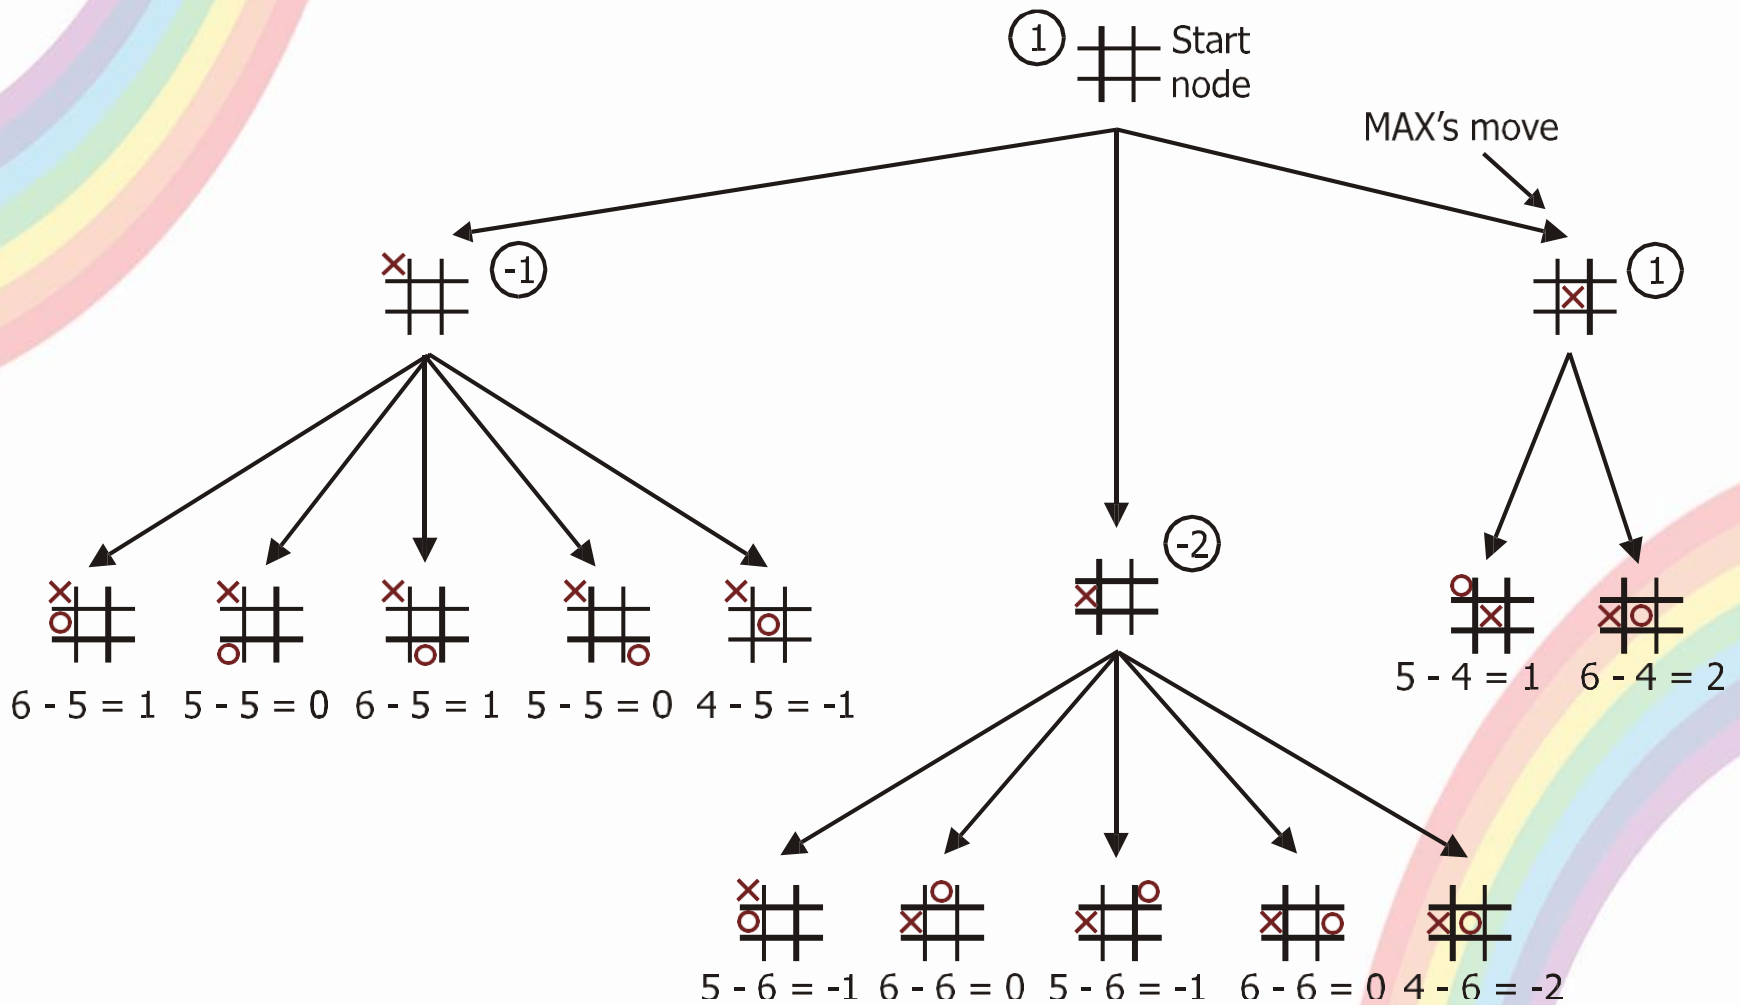 1
Start
node
MAX's move
-1
1
-2
5 - 4 = 1
6 - 4 = 2
6 - 5 = 1
5 - 5 = 0
6 - 5 = 1
5 - 5 = 0
4 - 5 = -1
5 - 6 = -1
6 - 6 = 0
5 - 6 = -1
6 - 6 = 0
4 - 6 = -2